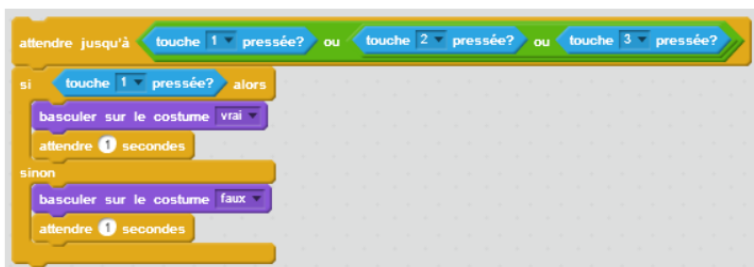 attendre jusqu'à touche 1 pressée? ou touche 2 pressée? ou touche 3 pressée?
si touche 1 pressée? alors
basculer sur le costume vrai
attendre 1 secondes
sinon
basculer sur le costume faux
attendre 1 secondes